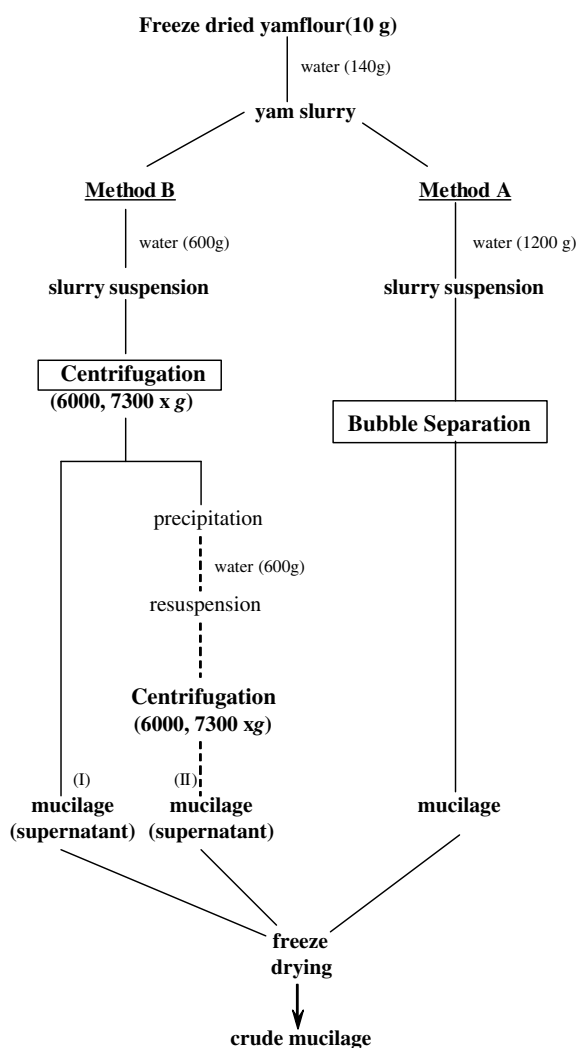 Freeze dried yamflour(10 g)
water (140g)
yam slurry
Method B
Method A
water (600g)
water (1200 g)
slurry suspension
slurry suspension
Centrifugation
(6000, 7300 x g)
Bubble Separation
precipitation
water (600g)
resuspension
Centrifugation
(6000, 7300 xg)
(I)
(II)
mucilage
(supernatant)
mucilage
(supernatant)
mucilage
freeze
drying
crude mucilage